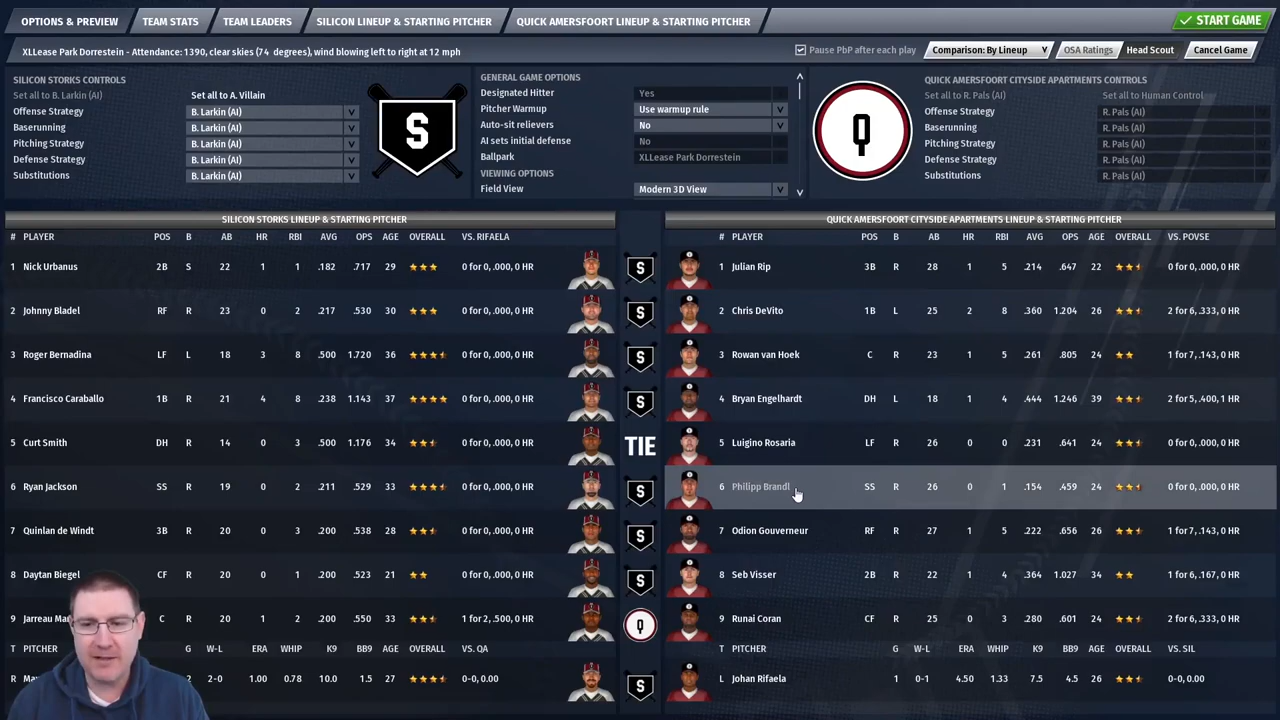 OPTIONS & PREVIEW TEAM STATS TEAM LEADERS SILICON LINEUP & STARTING PITCHER QUICK AMERSFOORT LINEUP & STARTING PITCHER START GAME
XLLease Park Dorrestein - Attendance: 1390, clear skies (74 degrees), wind blowing left to right at 12 mph Pause PbP after each play Comparison: By Lineup OSA Ratings Head Scout Cancel Game
SILICON STORKS CONTROLS
Set all to B. Larkin (AI) Set all to A. Villain
Offense Strategy B. Larkin (AI)
Baserunning B. Larkin (AI)
Pitching Strategy B. Larkin (AI)
Defense Strategy B. Larkin (AI)
Substitutions B. Larkin (AI)
S
GENERAL GAME OPTIONS
Designated Hitter Yes
Pitcher Warmup Use warmup rule
Auto-sit relievers No
AI sets initial defense No
Ballpark XLLease Park Dorrestein
VIEWING OPTIONS
Field View Modern 3D View
Q
QUICK AMERSFOORT CITYSIDE APARTMENTS CONTROLS
Set all to R. Pals (AI) Set all to Human Control
Offense Strategy R. Pals (AI)
Baserunning R. Pals (AI)
Pitching Strategy R. Pals (AI)
Defense Strategy R. Pals (AI)
Substitutions R. Pals (AI)
SILICON STORKS LINEUP & STARTING PITCHER
# PLAYER POS B AB HR RBI AVG OPS AGE OVERALL VS. RIFAELA
1 Nick Urbanus 2B S 22 1 1 .182 .717 29 0 for 0, .000, 0 HR
2 Johnny Bladel RF R 23 0 2 .217 .530 30 0 for 0, .000, 0 HR
3 Roger Bernadina LF L 18 3 8 .500 1.720 36 0 for 0, .000, 0 HR
4 Francisco Caraballo 1B R 21 4 8 .238 1.143 37 0 for 0, .000, 0 HR
5 Curt Smith DH R 14 0 3 .500 1.176 34 0 for 0, .000, 0 HR
6 Ryan Jackson SS R 19 0 2 .211 .529 33 0 for 0, .000, 0 HR
7 Quinlan de Windt 3B R 20 0 3 .200 .538 28 0 for 0, .000, 0 HR
8 Daytan Biegel CF R 20 0 1 .200 .523 21 0 for 0, .000, 0 HR
9 Jarreau C R 20 1 2 .200 .550 33 1 for 2, .500, 0 HR
T PITCHER G W-L ERA WHIP K9 BB9 AGE OVERALL VS. QA
R 2 2-0 1.00 0.78 10.0 1.5 27 0-0, 0.00
S
S
S
S
TIE
S
S
S
Q
S
QUICK AMERSFOORT CITYSIDE APARTMENTS LINEUP & STARTING PITCHER
# PLAYER POS B AB HR RBI AVG OPS AGE OVERALL VS. POVSE
1 Julian Rip 3B R 28 1 5 .214 .647 22 0 for 0, .000, 0 HR
2 Chris DeVito 1B L 25 2 8 .360 1.204 26 2 for 6, .333, 0 HR
3 Rowan van Hoek C R 23 1 5 .261 .805 24 1 for 7, .143, 0 HR
4 Bryan Engelhardt DH L 18 1 4 .444 1.246 39 2 for 5, .400, 1 HR
5 Luigino Rosaria LF R 26 0 0 .231 .641 24 0 for 0, .000, 0 HR
6 Philipp Brandl SS R 26 0 1 .154 .459 24 0 for 0, .000, 0 HR
7 Odion Gouverneur RF R 27 1 5 .222 .656 26 1 for 7, .143, 0 HR
8 Seb Visser 2B R 22 1 4 .364 1.027 34 1 for 6, .167, 0 HR
9 Runai Coran CF R 25 0 3 .280 .601 24 2 for 6, .333, 0 HR
T PITCHER G W-L ERA WHIP K9 BB9 AGE OVERALL VS. SIL
L Johan Rifaela 1 0-1 4.50 1.33 7.5 4.5 26 0-0, 0.00